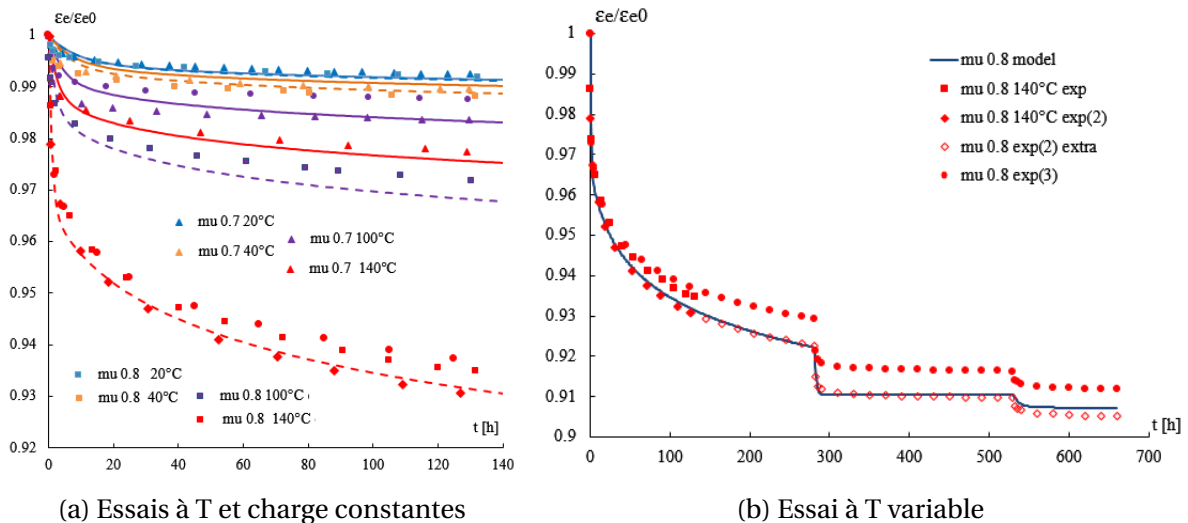 εe/εe0
1
0.99
0.98
0.97
0.96
0.95
0.94
0.93
0.92
mu 0.7 20°C
mu 0.7 40°C
mu 0.7 100°C
mu 0.7 140°C
mu 0.8 20°C
mu 0.8 40°C
mu 0.8 100°C
mu 0.8 140°C
t [h]
0 20 40 60 80 100 120 140
(a) Essais à T et charge constantes
εe/εe0
1
0.99
0.98
0.97
0.96
0.95
0.94
0.93
0.92
0.91
0.9
mu 0.8 model
mu 0.8 140°C exp
mu 0.8 140°C exp(2)
mu 0.8 exp(2) extra
mu 0.8 exp(3)
t [h]
0 100 200 300 400 500 600 700
(b) Essai à T variable